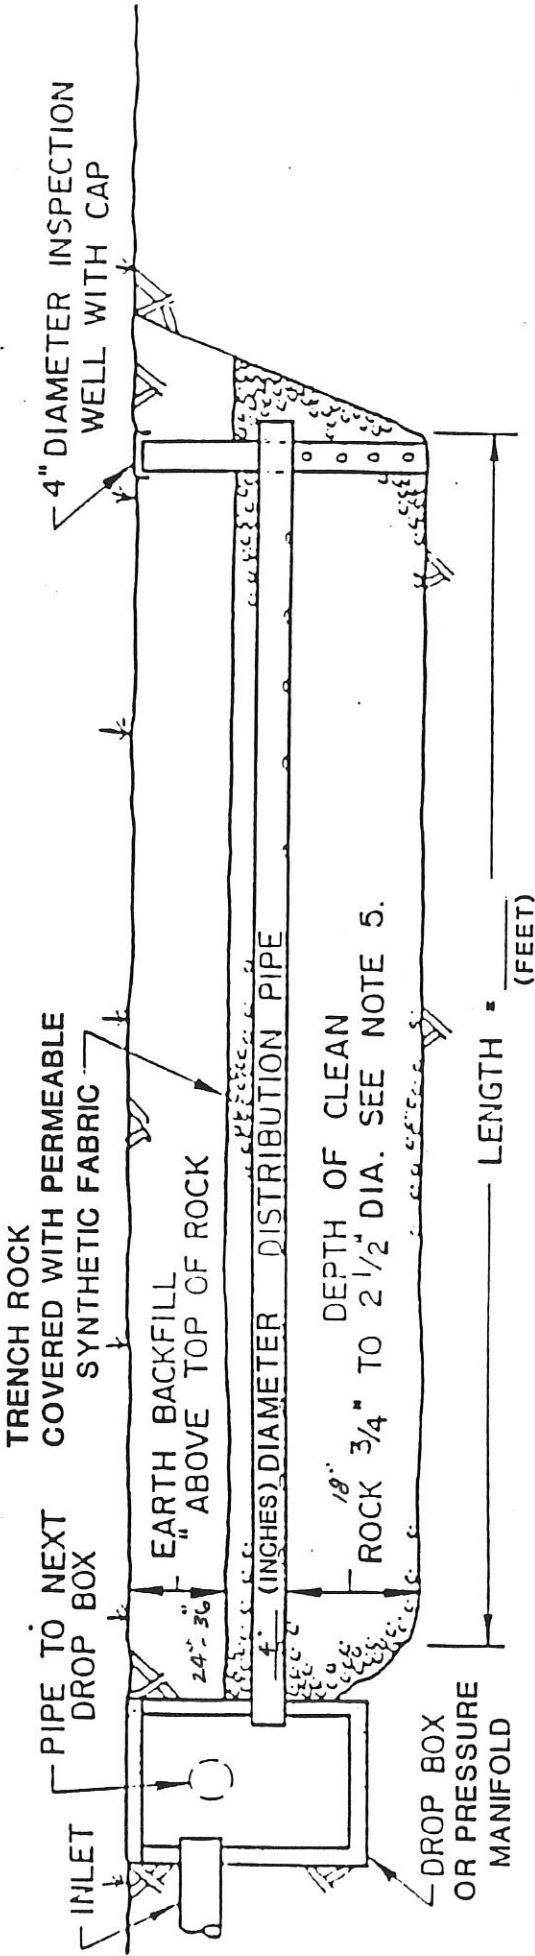 INLET
PIPE TO NEXT
DROP BOX
TRENCH ROCK
COVERED WITH PERMEABLE
SYNTHETIC FABRIC
4" DIAMETER INSPECTION
WELL WITH CAP
EARTH BACKFILL
24"-36" " ABOVE TOP OF ROCK
4" (INCHES) DIAMETER DISTRIBUTION PIPE
18" DEPTH OF CLEAN
ROCK 3/4" TO 2 1/2" DIA. SEE NOTE 5.
DROP BOX
OR PRESSURE
MANIFOLD
LENGTH =
(FEET)